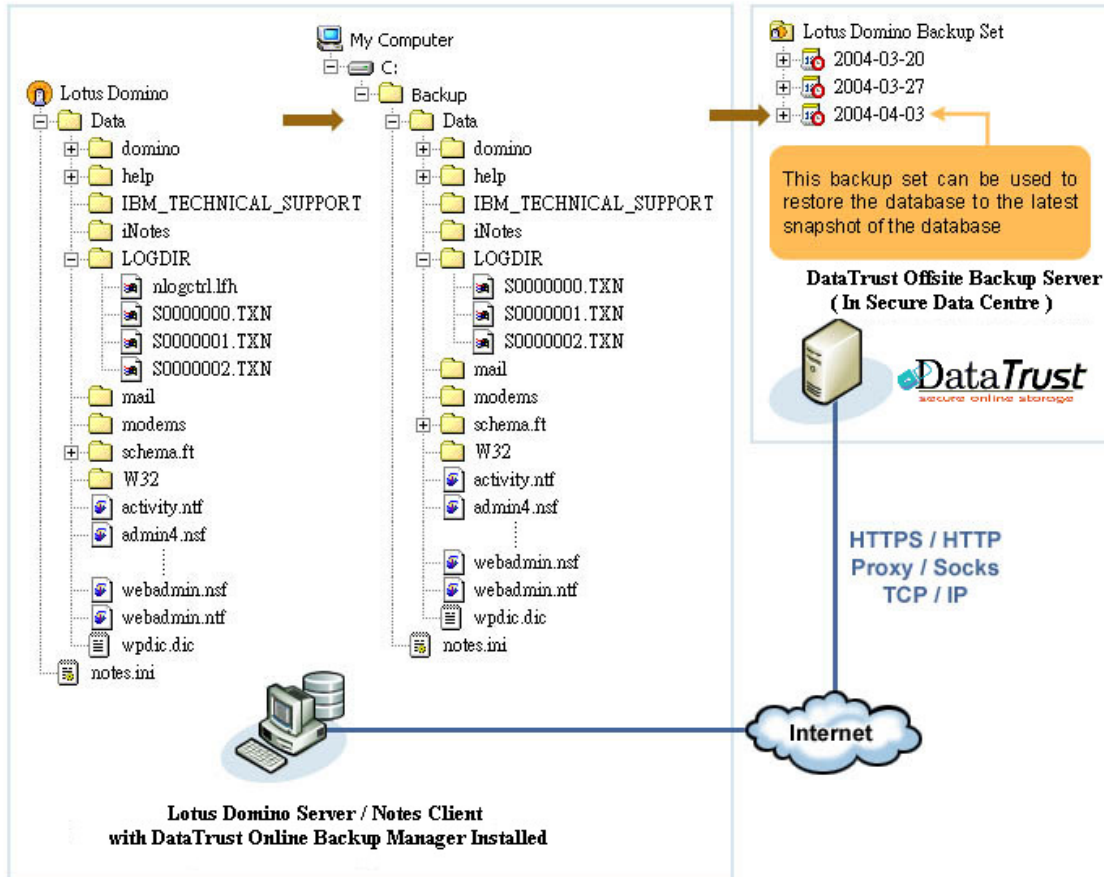 Lotus Domino
Data
domino
help
IBM_TECHNICAL_SUPPORT
iNotes
LOGDIR
nlogctrl.lfh
S0000000.TXN
S0000001.TXN
S0000002.TXN
mail
modems
schema.ft
W32
activity.ntf
admin4.nsf
webadmin.nsf
webadmin.ntf
wpdic.dic
notes.ini
My Computer
C:
Backup
Data
domino
help
IBM_TECHNICAL_SUPPORT
iNotes
LOGDIR
S0000000.TXN
S0000001.TXN
S0000002.TXN
mail
modems
schema.ft
W32
activity.ntf
admin4.nsf
webadmin.nsf
webadmin.ntf
wpdic.dic
notes.ini
Lotus Domino Server / Notes Client
with DataTrust Online Backup Manager Installed
Lotus Domino Backup Set
2004-03-20
2004-03-27
2004-04-03
This backup set can be used to
restore the database to the latest
snapshot of the database
DataTrust Offsite Backup Server
( In Secure Data Centre )
DataTrust
secure online storage
HTTPS / HTTP
Proxy / Socks
TCP / IP
Internet